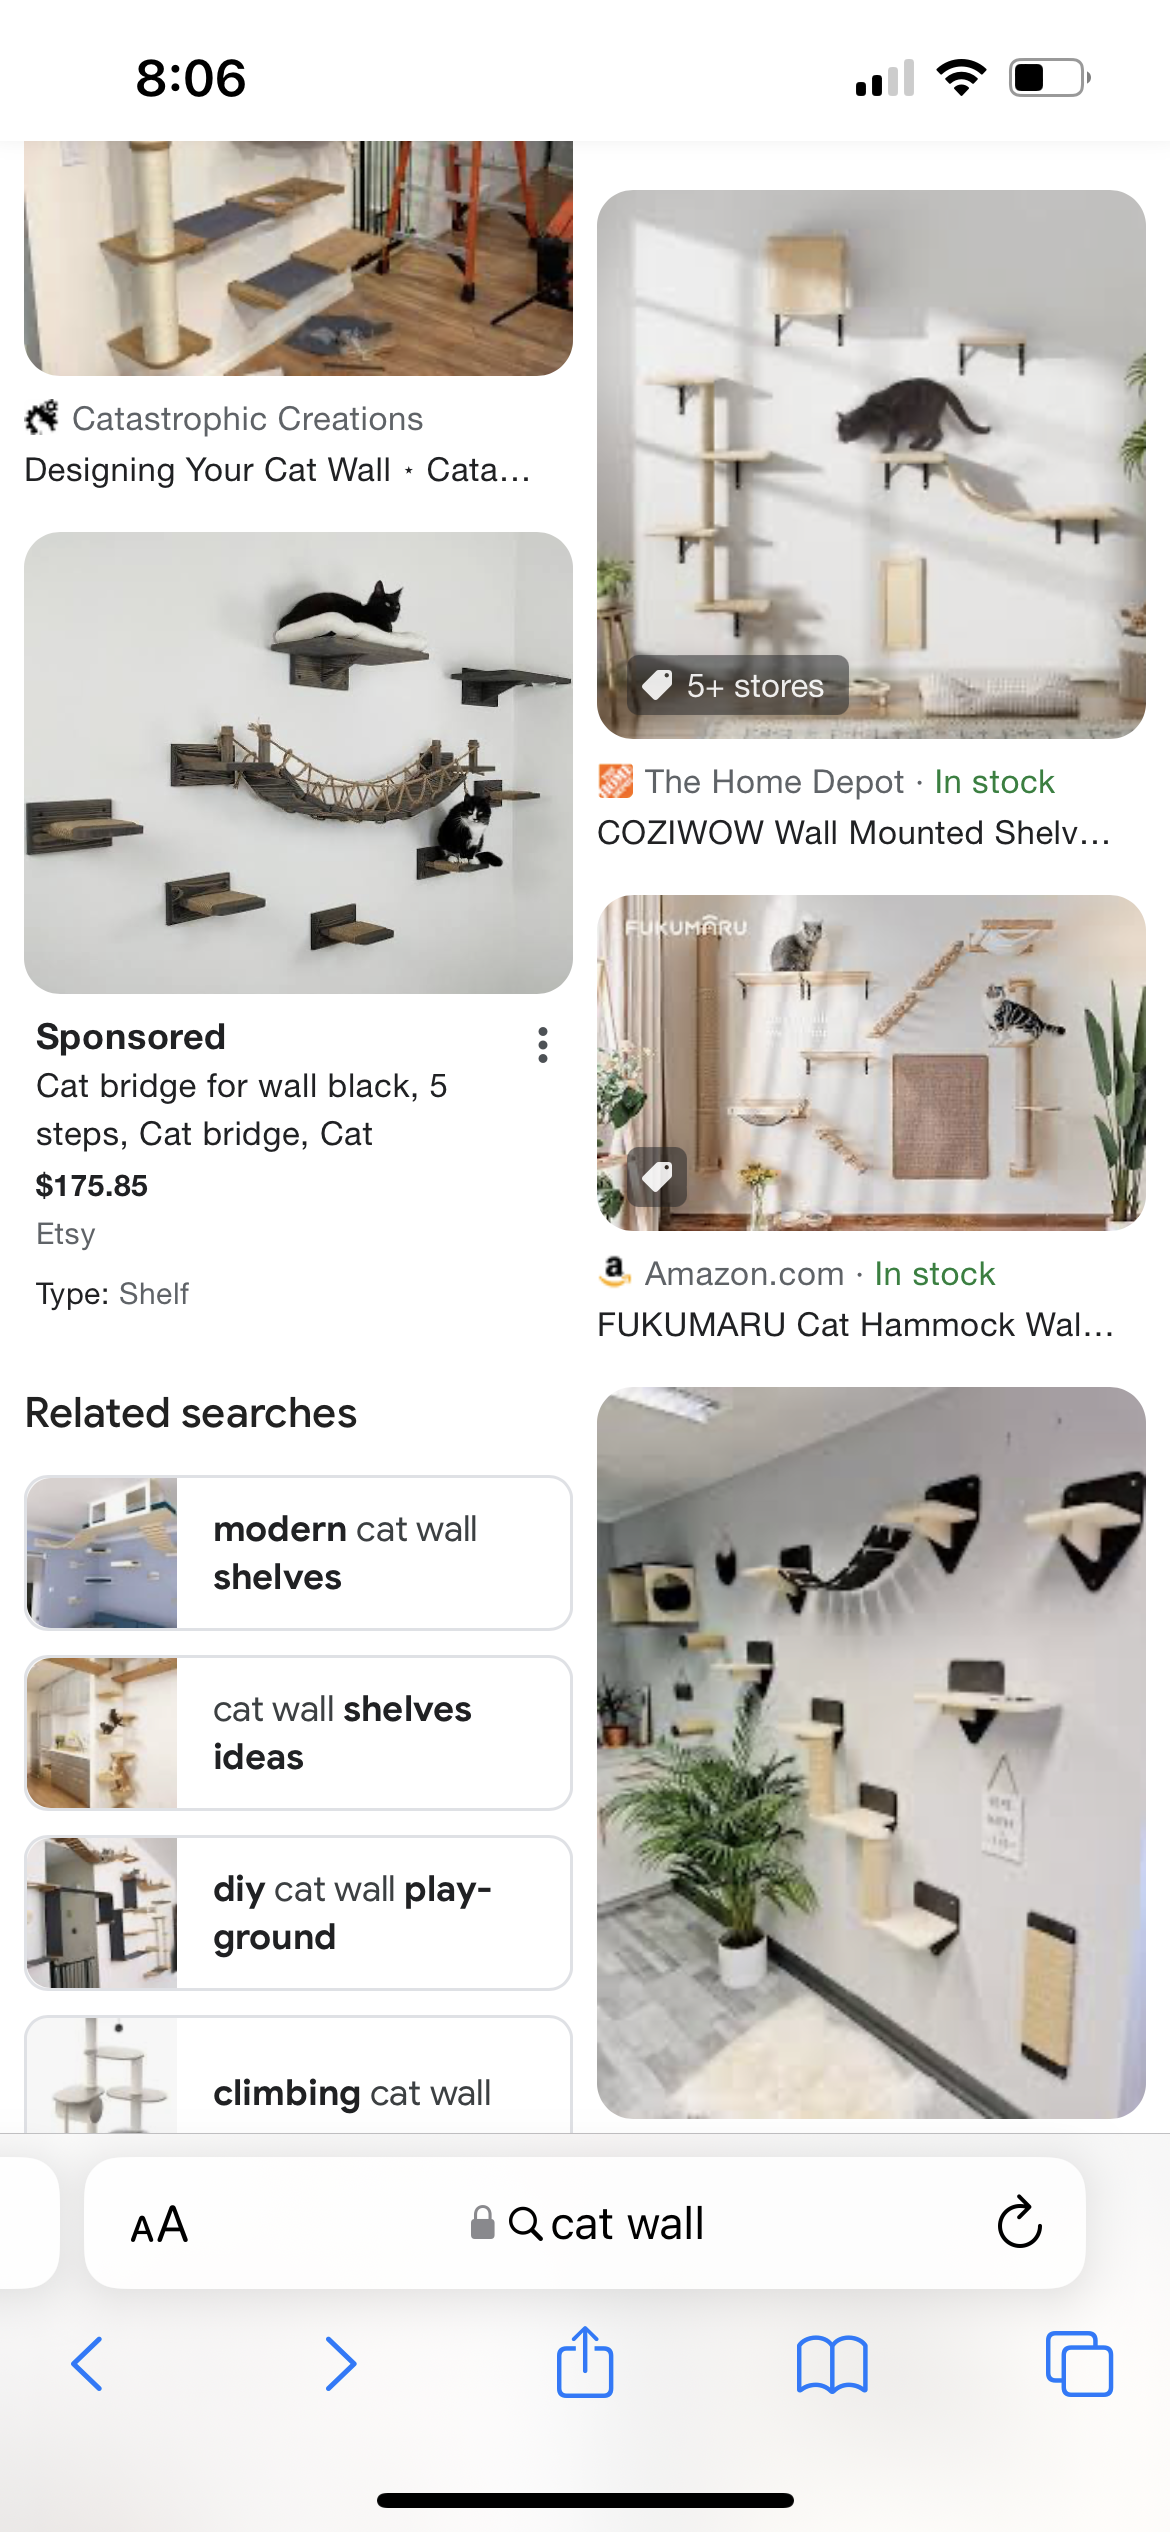 8:06
Catastrophic Creations
Designing Your Cat Wall ⋆ Cata...
Sponsored
Cat bridge for wall black, 5
steps, Cat bridge, Cat
$175.85
Etsy
Type: Shelf
Related searches
modern cat wall
shelves
cat wall shelves
ideas
diy cat wall play-
ground
climbing cat wall
5+ stores
The Home Depot · In stock
COZIWOW Wall Mounted Shelv...
FUKUMARU
Amazon.com · In stock
FUKUMARU Cat Hammock Wal...
AA
cat wall